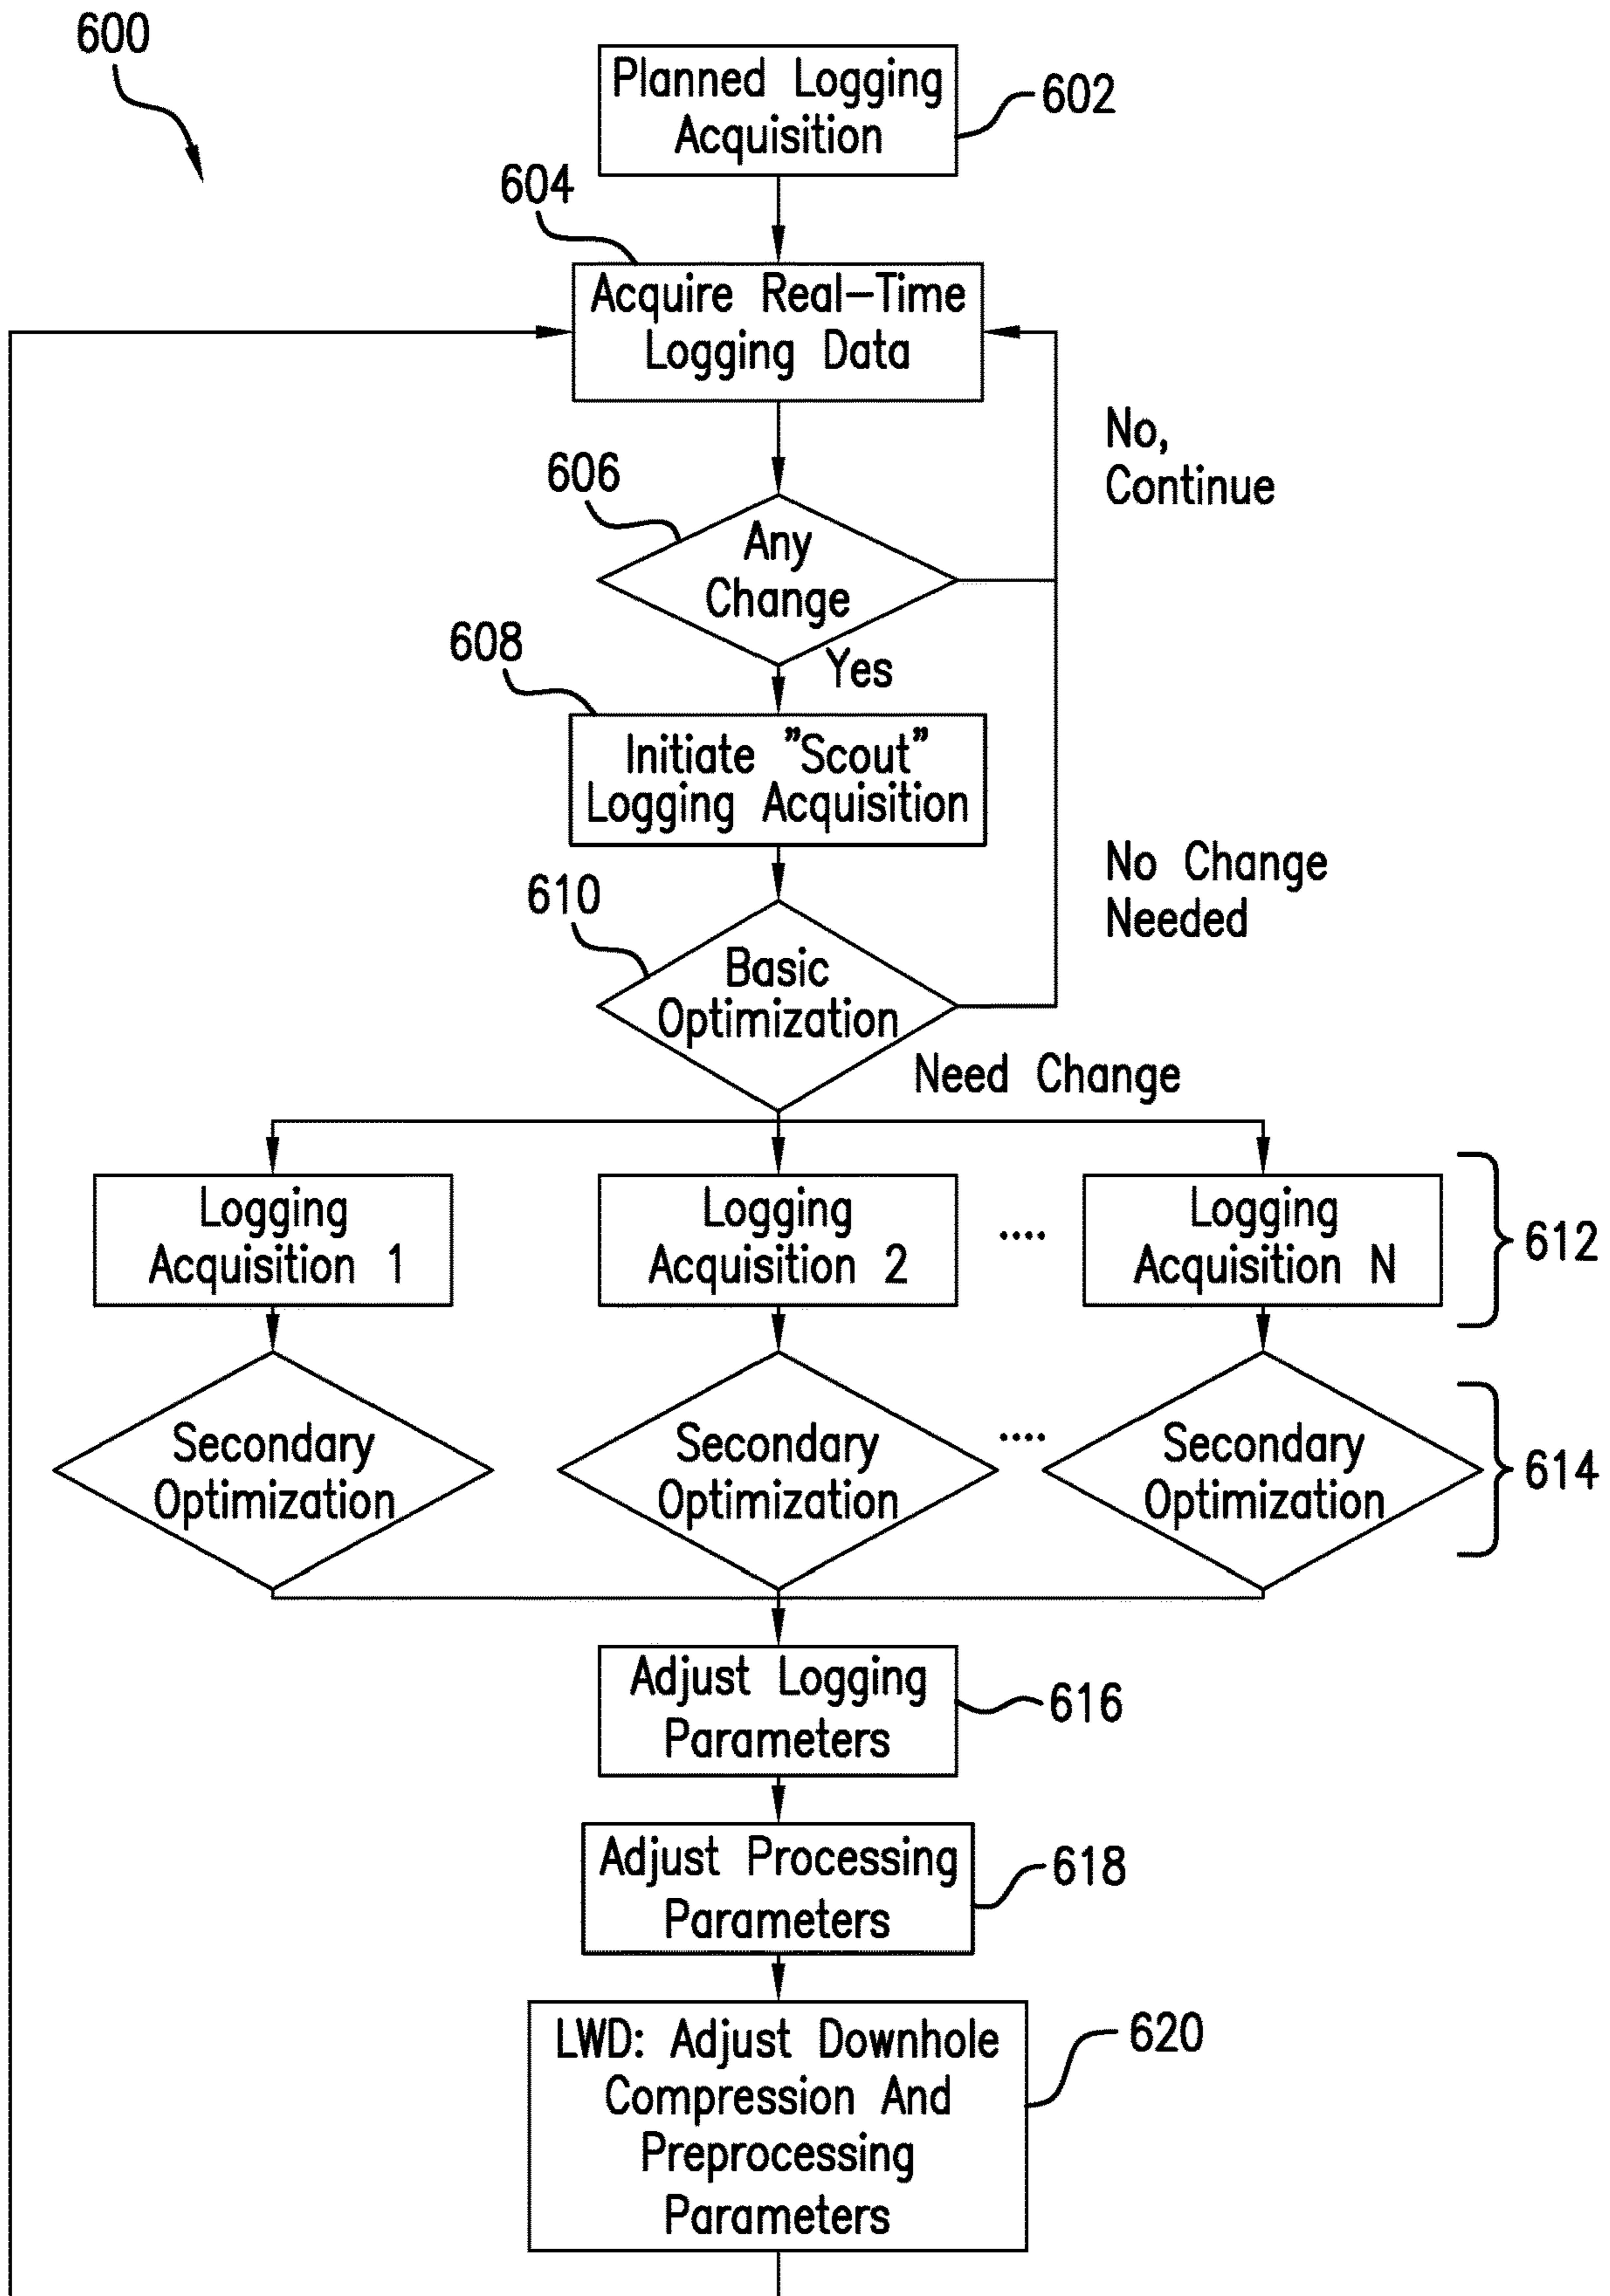 600
Planned Logging
Acquisition
602
604
Acquire Real-Time
Logging Data
No,
Continue
606
Any
Change
Yes
608
Initiate "Scout"
Logging Acquisition
No Change
Needed
610
Basic
Optimization
Need Change
Logging
Acquisition 1
Logging
Acquisition 2
....
Logging
Acquisition N
612
Secondary
Optimization
Secondary
Optimization
....
Secondary
Optimization
614
Adjust Logging
Parameters
616
Adjust Processing
Parameters
618
LWD: Adjust Downhole
Compression And
Preprocessing
Parameters
620